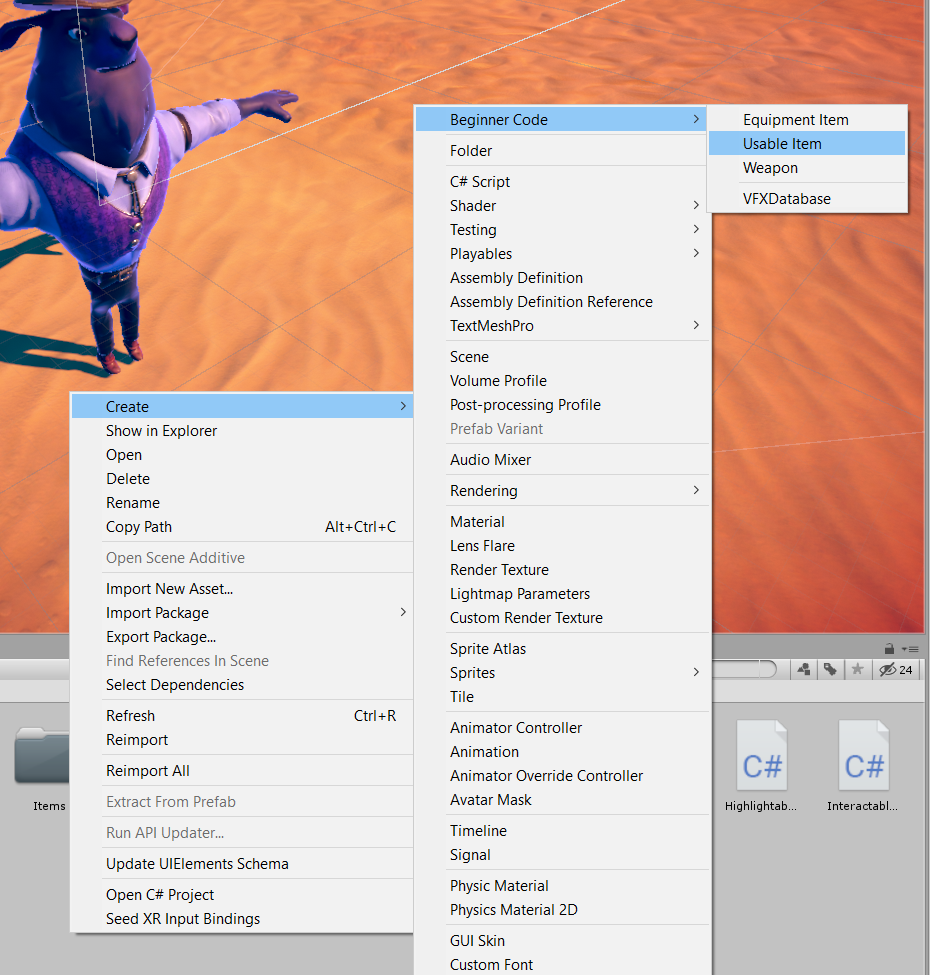 Create
Show in Explorer
Open
Delete
Rename
Copy Path Alt+Ctrl+C
Open Scene Additive
Import New Asset...
Import Package
Export Package...
Find References In Scene
Select Dependencies
Refresh Ctrl+R
Reimport
Reimport All
Extract From Prefab
Run API Updater...
Update UIElements Schema
Open C# Project
Seed XR Input Bindings
Beginner Code
Folder
C# Script
Shader
Testing
Playables
Assembly Definition
Assembly Definition Reference
TextMeshPro
Scene
Volume Profile
Post-processing Profile
Prefab Variant
Audio Mixer
Rendering
Material
Lens Flare
Render Texture
Lightmap Parameters
Custom Render Texture
Sprite Atlas
Sprites
Tile
Animator Controller
Animation
Animator Override Controller
Avatar Mask
Timeline
Signal
Physic Material
Physics Material 2D
GUI Skin
Custom Font
Equipment Item
Usable Item
Weapon
VFXDatabase
24
Items
C#
Highlightab...
C#
Interactabl...